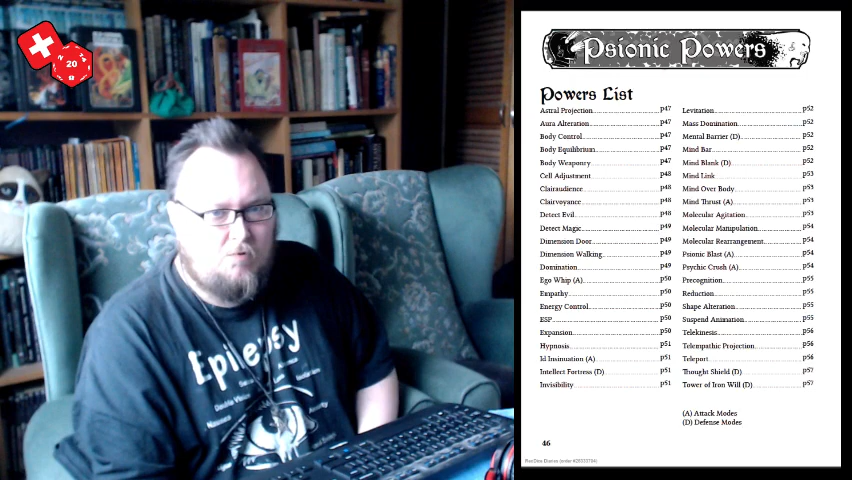 20
Psionic Powers
Powers List
Astral Projection p47
Aura Alteration p47
Body Control p47
Body Equilibrium p47
Body Weaponry p47
Cell Adjustment p48
Clairaudience p48
Clairvoyance p48
Detect Evil p48
Detect Magic p49
Dimension Door p49
Dimension Walking p49
Domination p49
Ego Whip (A) p50
Empathy p50
Energy Control p50
ESP p50
Expansion p50
Hypnosis p51
Id Insinuation (A) p51
Intellect Fortress (D) p51
Invisibility p51
Levitation p52
Mass Domination p52
Mental Barrier (D) p52
Mind Bar p52
Mind Blank (D) p52
Mind Link p53
Mind Over Body p53
Mind Thrust (A) p53
Molecular Agitation p53
Molecular Manipulation p54
Molecular Rearrangement p54
Psionic Blast (A) p54
Psychic Crush (A) p54
Precognition p55
Reduction p55
Shape Alteration p55
Suspend Animation p55
Telekinesis p56
Telempathic Projection p56
Teleport p56
Thought Shield (D) p57
Tower of Iron Will (D) p57
(A) Attack Modes
(D) Defense Modes
46
Epilepsy
Double Vision
Anxiety